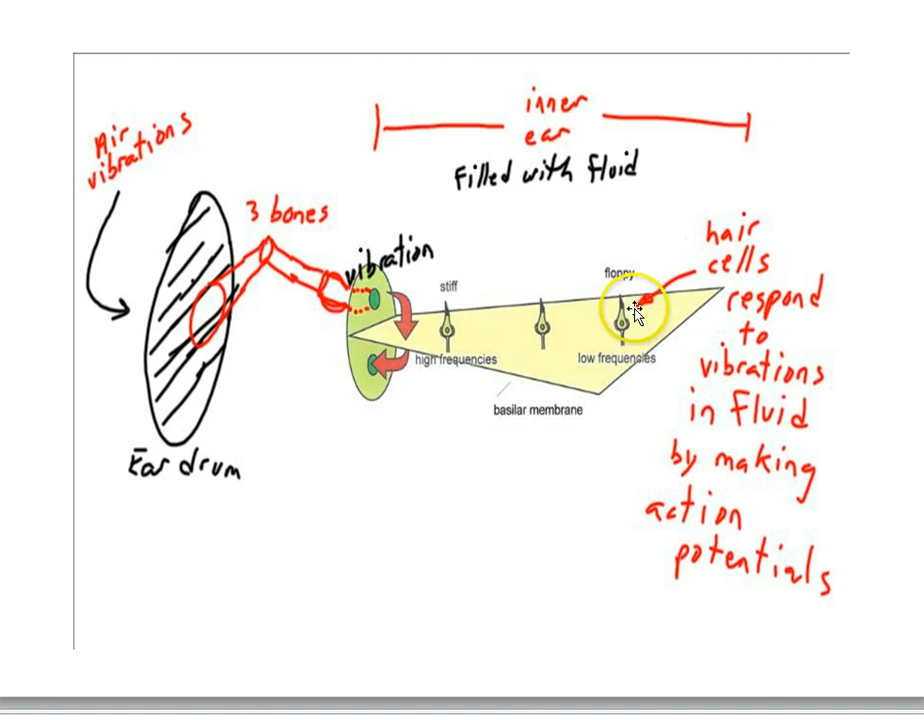 Air
vibrations
inner
ear
Filled with fluid
3 bones
vibration
stiff
floppy
hair
cells
respond
to
vibrations
in fluid
by making
action
potentials
high frequencies
low frequencies
basilar membrane
Ear drum